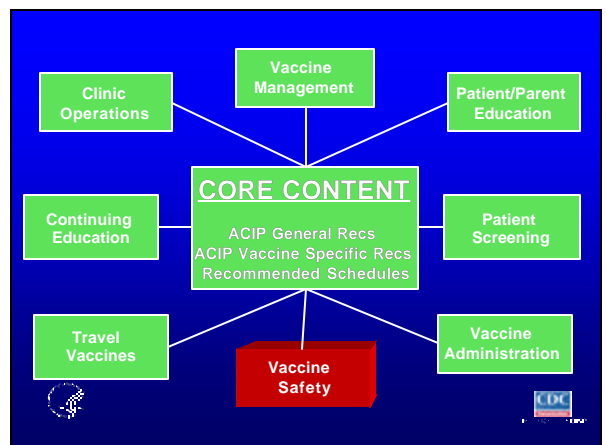 Vaccine
Management
Clinic
Operations
Patient/Parent
Education
CORE CONTENT
ACIP General Recs
ACIP Vaccine Specific Recs
Recommended Schedules
Continuing
Education
Patient
Screening
Travel
Vaccines
Vaccine
Safety
Vaccine
Administration
CDC